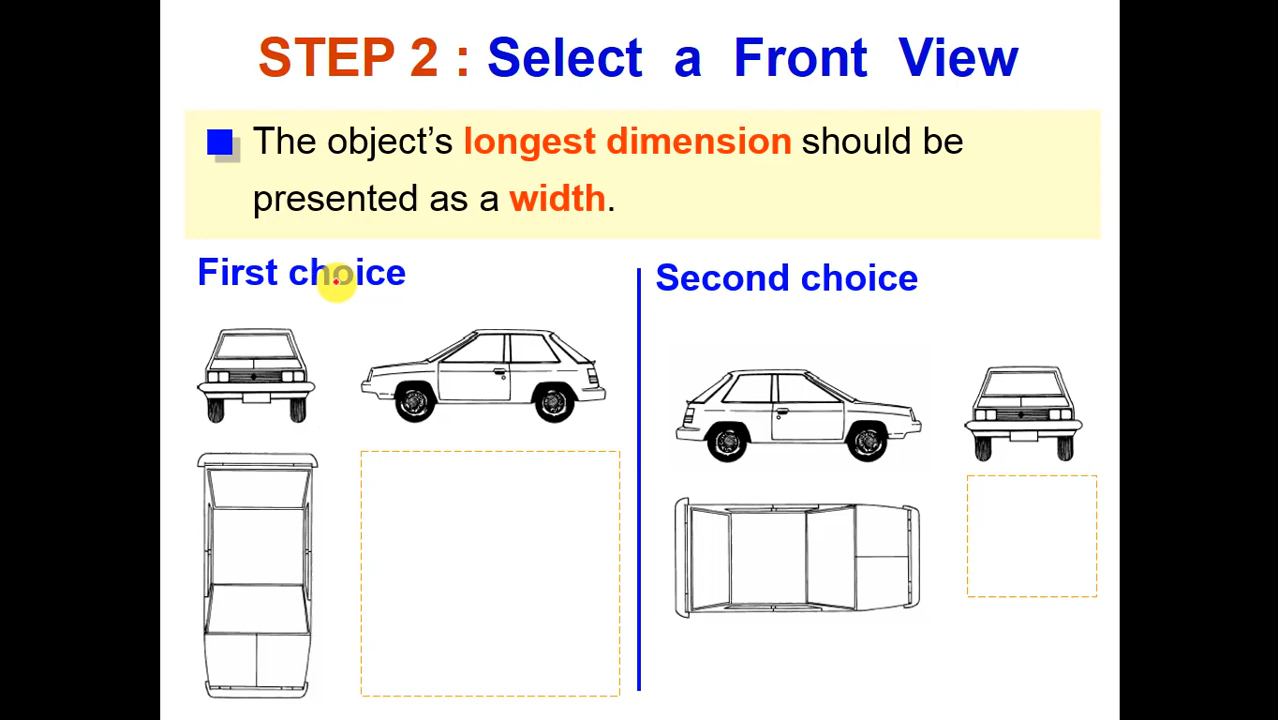 STEP 2 : Select a Front View
The object’s longest dimension should be
presented as a width.
First choice
Second choice